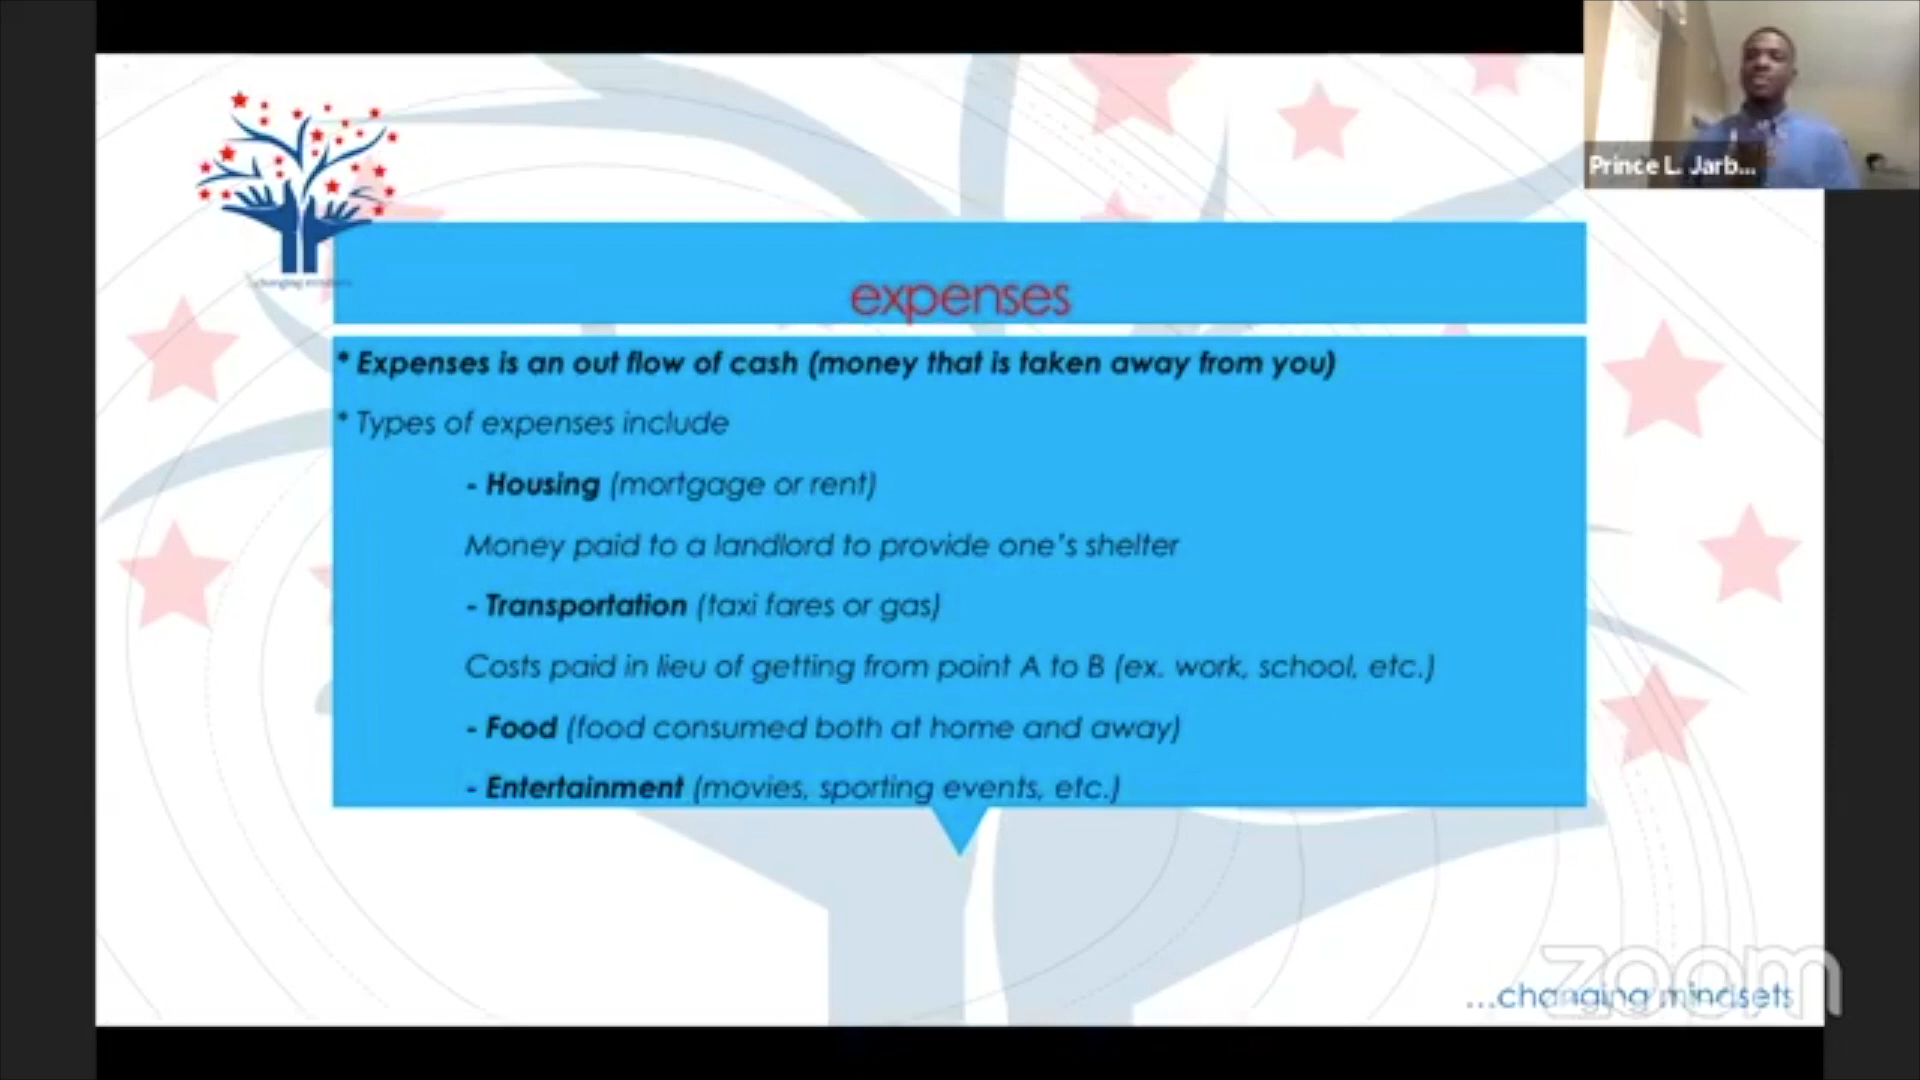 Prince L. Jarb...
expenses
* Expenses is an out flow of cash (money that is taken away from you)
* Types of expenses include
- Housing (mortgage or rent)
Money paid to a landlord to provide one's shelter
- Transportation (taxi fares or gas)
Costs paid in lieu of getting from point A to B (ex. work, school, etc.)
- Food (food consumed both at home and away)
- Entertainment (movies, sporting events, etc.)
zoom
...changing mindsets